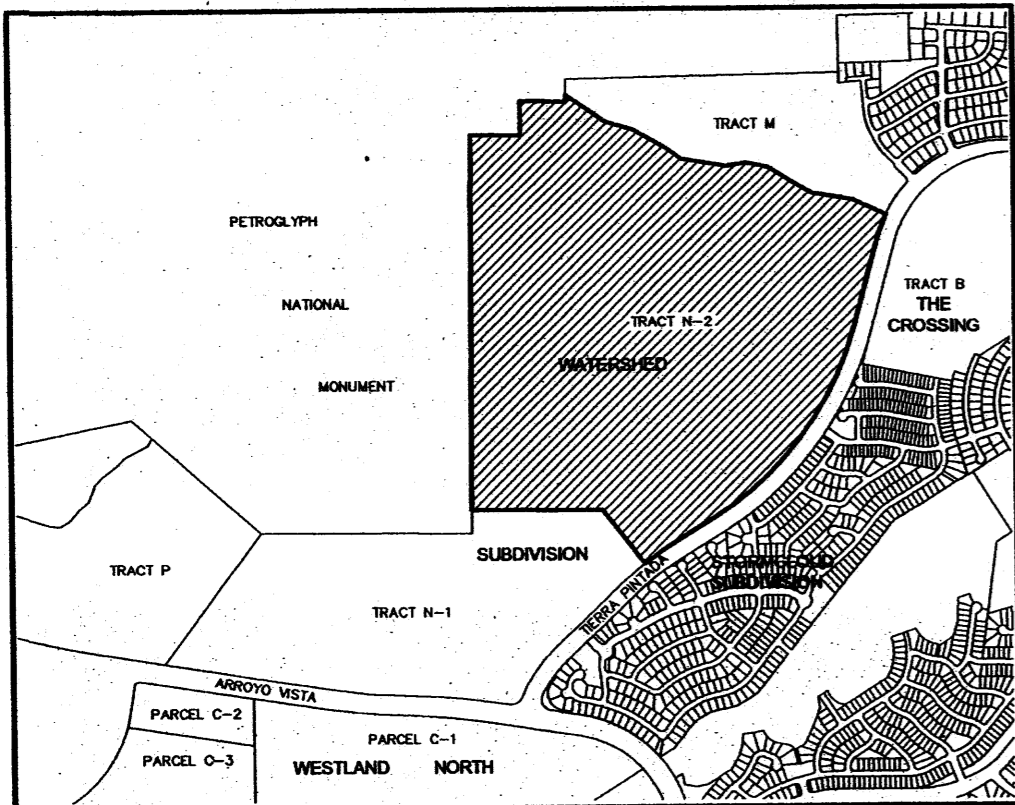 TRACT M
PETROGLYPH
NATIONAL
MONUMENT
TRACT N-2
WATERSHED
TRACT B
THE
CROSSING
SUBDIVISION
STORMCLOUD
SUBDIVISION
TIERRA PINTADA
TRACT P
TRACT N-1
ARROYO VISTA
PARCEL C-2
PARCEL C-3
PARCEL C-1
WESTLAND NORTH